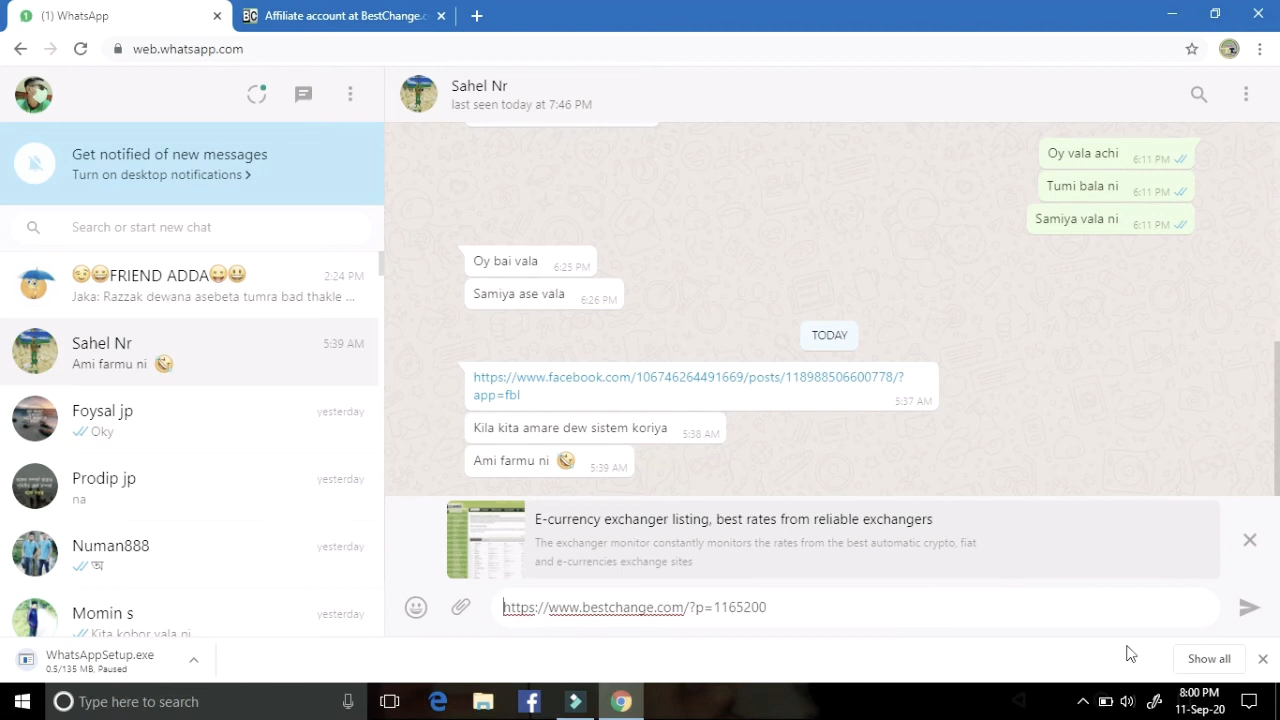 (1) WhatsApp
Affiliate account at BestChange.c
web.whatsapp.com
Get notified of new messages
Turn on desktop notifications >
Search or start new chat
😏😀FRIEND ADDA😜😃 2:24 PM
Jaka: Razzak dewana asebeta tumra bad thakle ...
Sahel Nr 5:39 AM
Ami farmu ni 🤣
Foysal jp yesterday
Oky
Prodip jp yesterday
na
Numan888 yesterday
অ
Momin s yesterday
Kita kobor vala ni
Sahel Nr
last seen today at 7:46 PM
Oy vala achi 6:11 PM
Tumi bala ni 6:11 PM
Samiya vala ni 6:11 PM
Oy bai vala 6:25 PM
Samiya ase vala 6:26 PM
TODAY
https://www.facebook.com/106746264491669/posts/118988506600778/?
app=fbl 5:37 AM
Kila kita amare dew sistem koriya 5:38 AM
Ami farmu ni 🤣 5:39 AM
E-currency exchanger listing, best rates from reliable exchangers
The exchanger monitor constantly monitors the rates from the best automatic crypto, fiat
and e-currencies exchange sites
https://www.bestchange.com/?p=1165200
WhatsAppSetup.exe
0.5/135 MB, Paused
Show all
Type here to search
8:00 PM
11-Sep-20